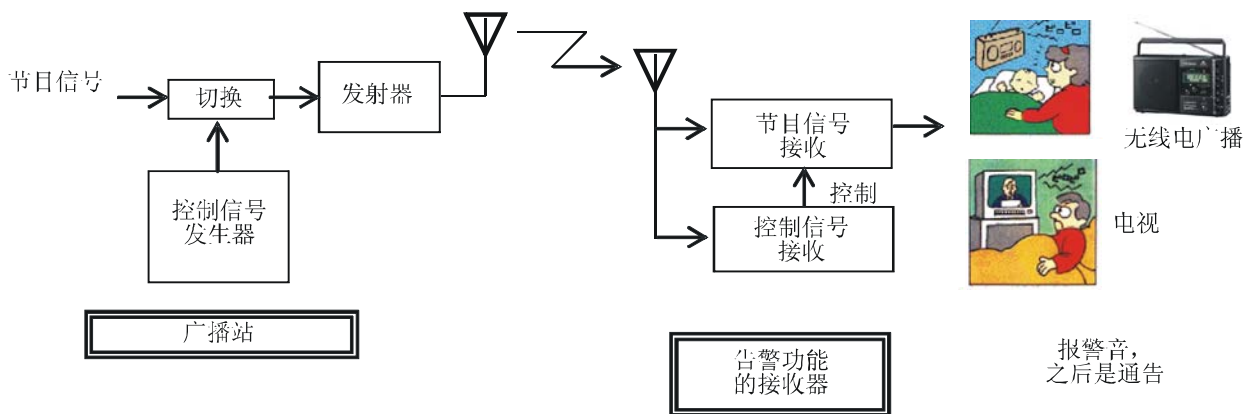 节目信号
切换
发射器
控制信号
发生器
广播站
节目信号
接收
控制
控制信号
接收
告警功能
的接收器
无线电广播
电视
报警音，
之后是通告